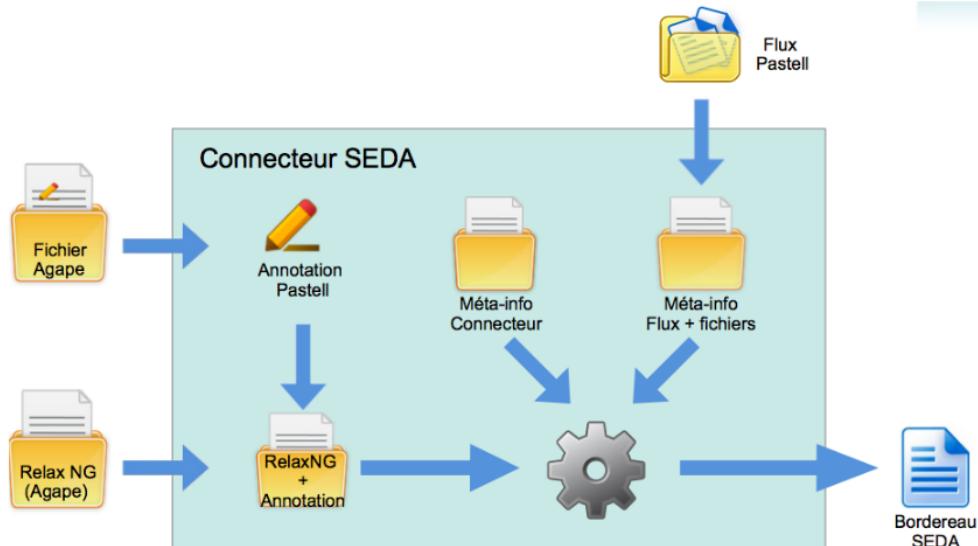 Flux
Pastell
Connecteur SEDA
Fichier
Agape
Annotation
Pastell
Méta-info
Connecteur
Méta-info
Flux + fichiers
Relax NG
(Agape)
RelaxNG
+
Annotation
Bordereau
SEDA